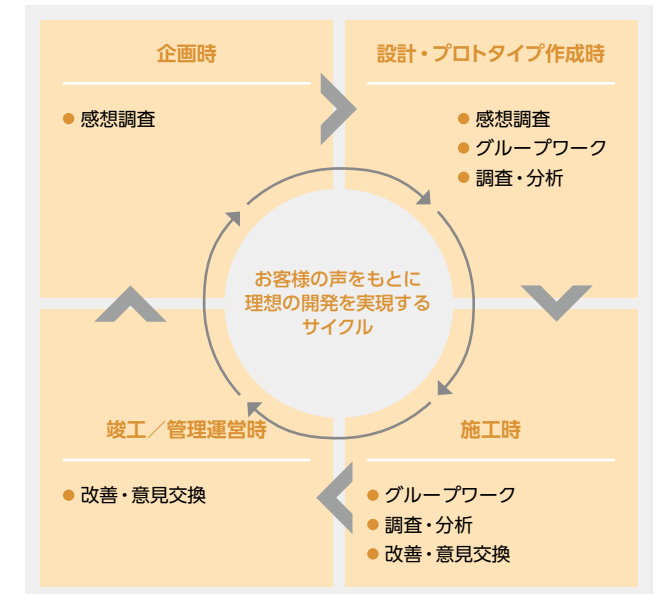 企画時
● 感想調査
設計・プロトタイプ作成時
● 感想調査
● グループワーク
● 調査・分析
お客様の声をもとに
理想の開発を実現する
サイクル
竣工／管理運営時
● 改善・意見交換
施工時
● グループワーク
● 調査・分析
● 改善・意見交換